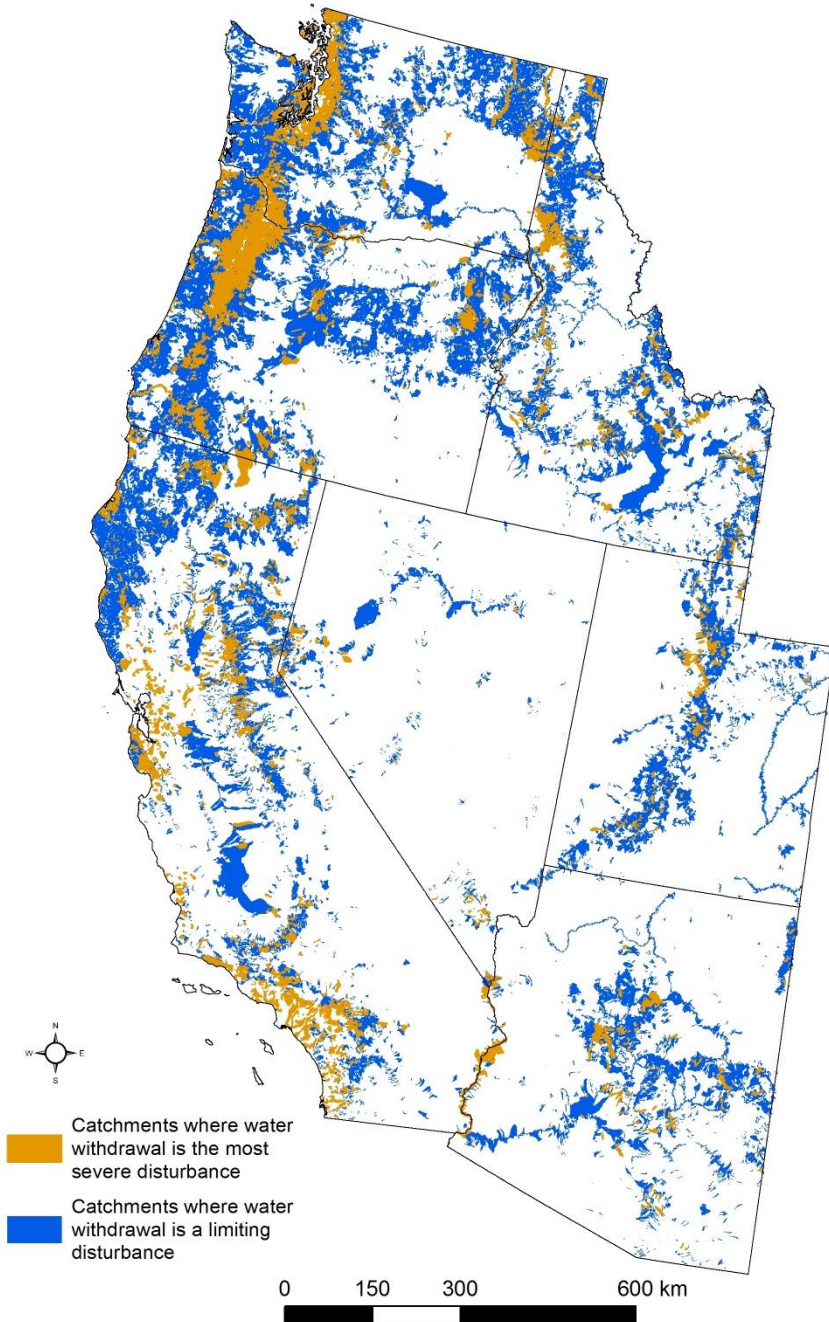 N
W E
S
Catchments where water
withdrawal is the most
severe disturbance
Catchments where water
withdrawal is a limiting
disturbance
0 150 300 600 km